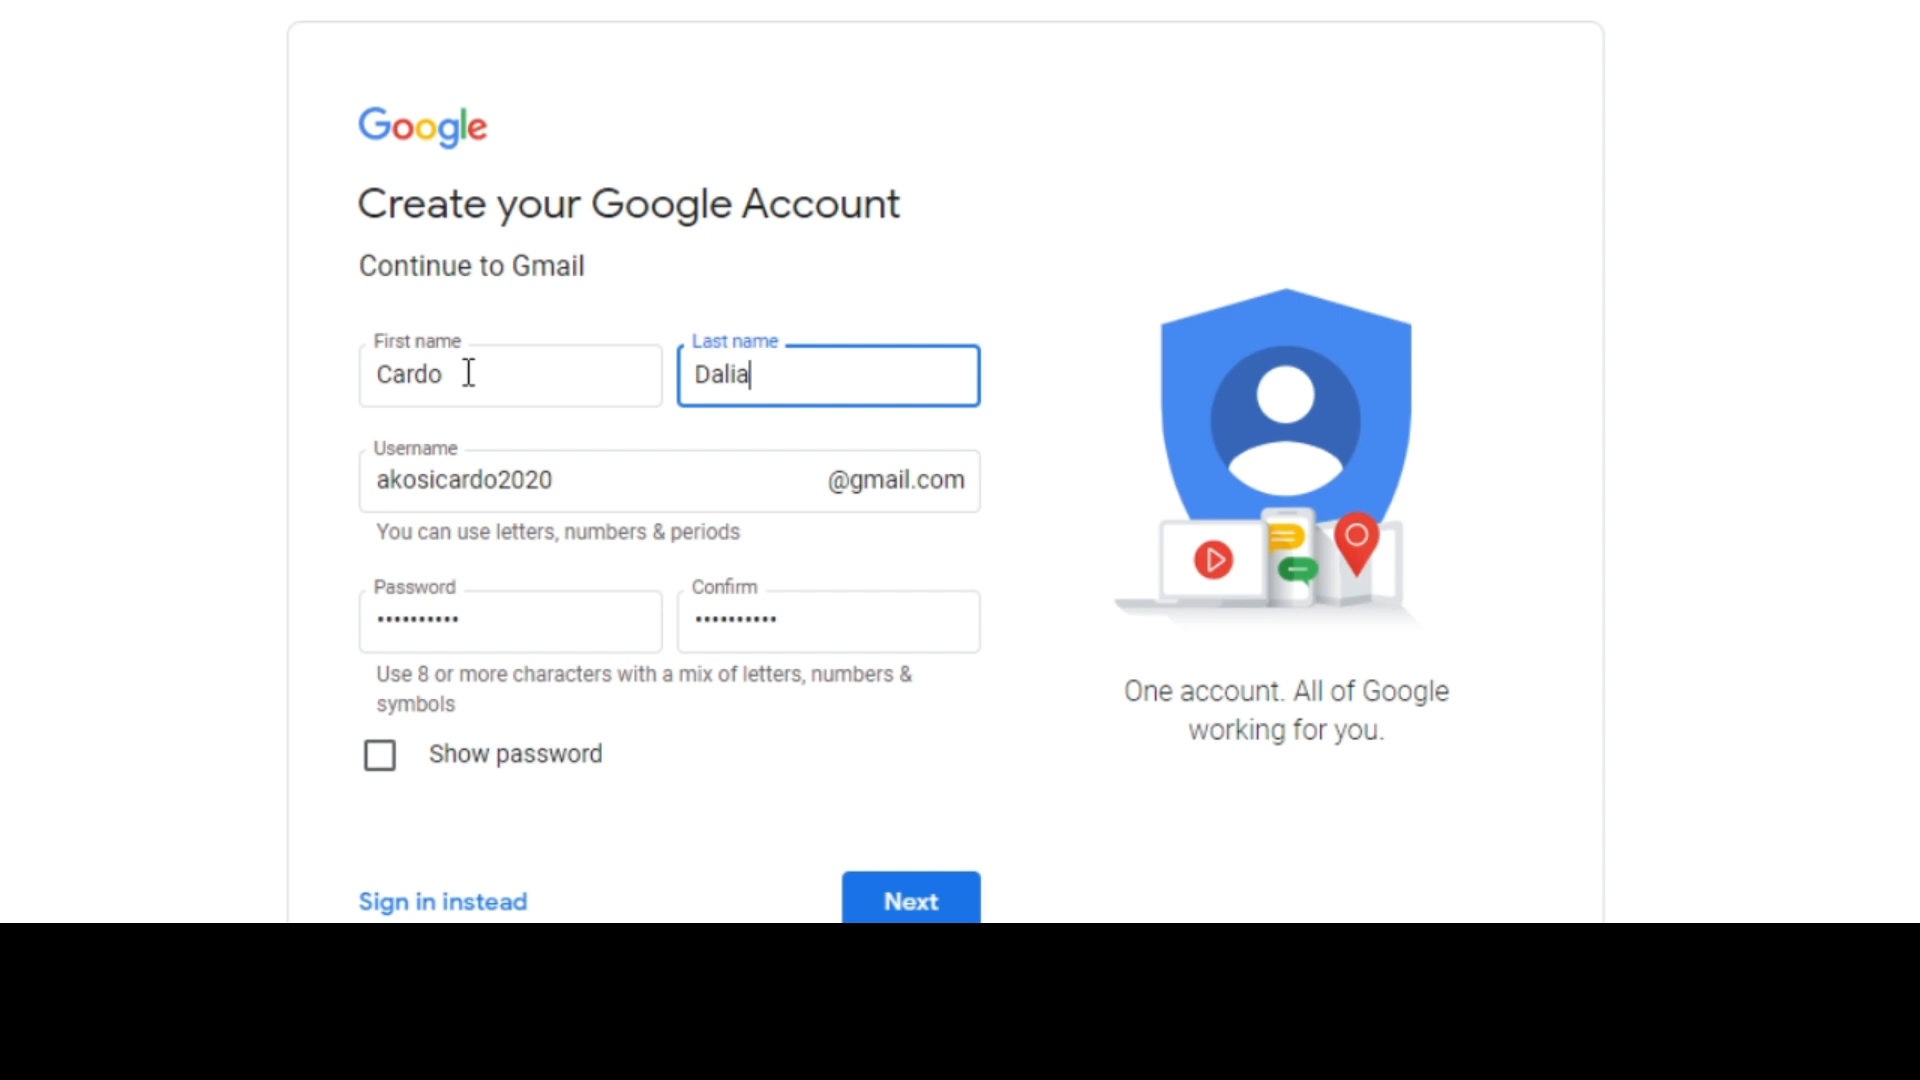 Google
Create your Google Account
Continue to Gmail
First name
Cardo
Last name
Dalia
Username
akosicardo2020
@gmail.com
You can use letters, numbers & periods
Password
••••••••••
Confirm
••••••••••
Use 8 or more characters with a mix of letters, numbers &
symbols
Show password
Sign in instead
Next
One account. All of Google
working for you.